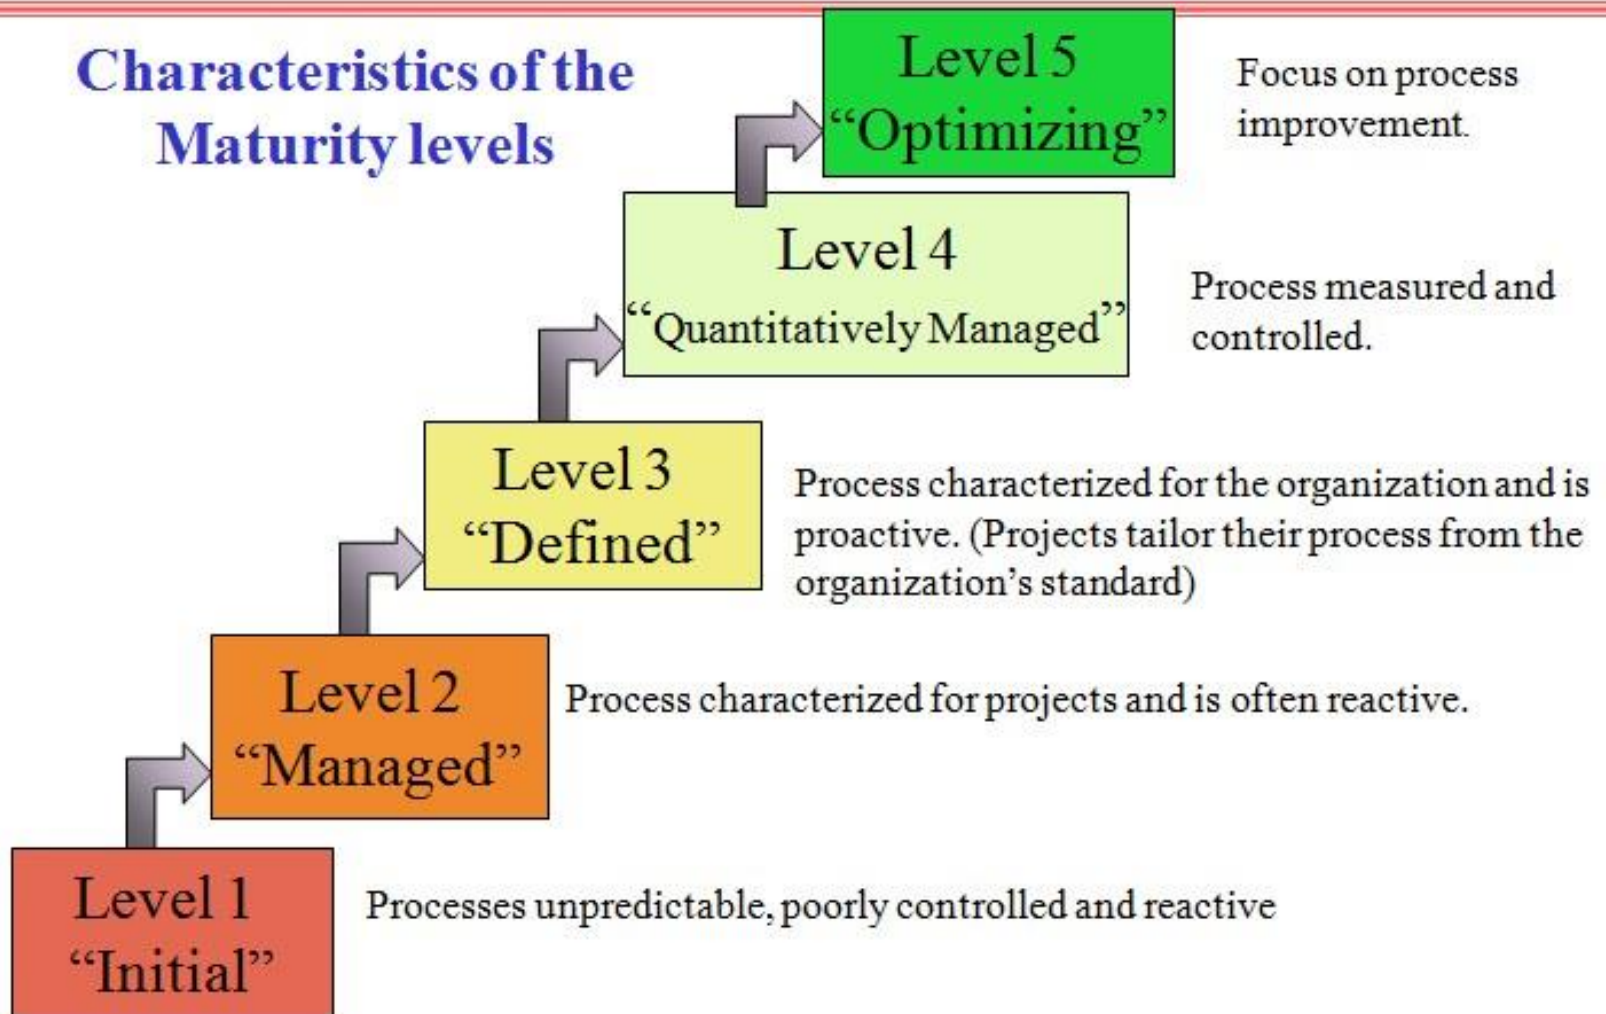 Characteristics of the
Maturity levels
Level 5
“Optimizing”
Focus on process
improvement.
Level 4
“Quantitatively Managed”
Process measured and
controlled.
Level 3
“Defined”
Process characterized for the organization and is
proactive. (Projects tailor their process from the
organization’s standard)
Level 2
“Managed”
Process characterized for projects and is often reactive.
Level 1
“Initial”
Processes unpredictable, poorly controlled and reactive